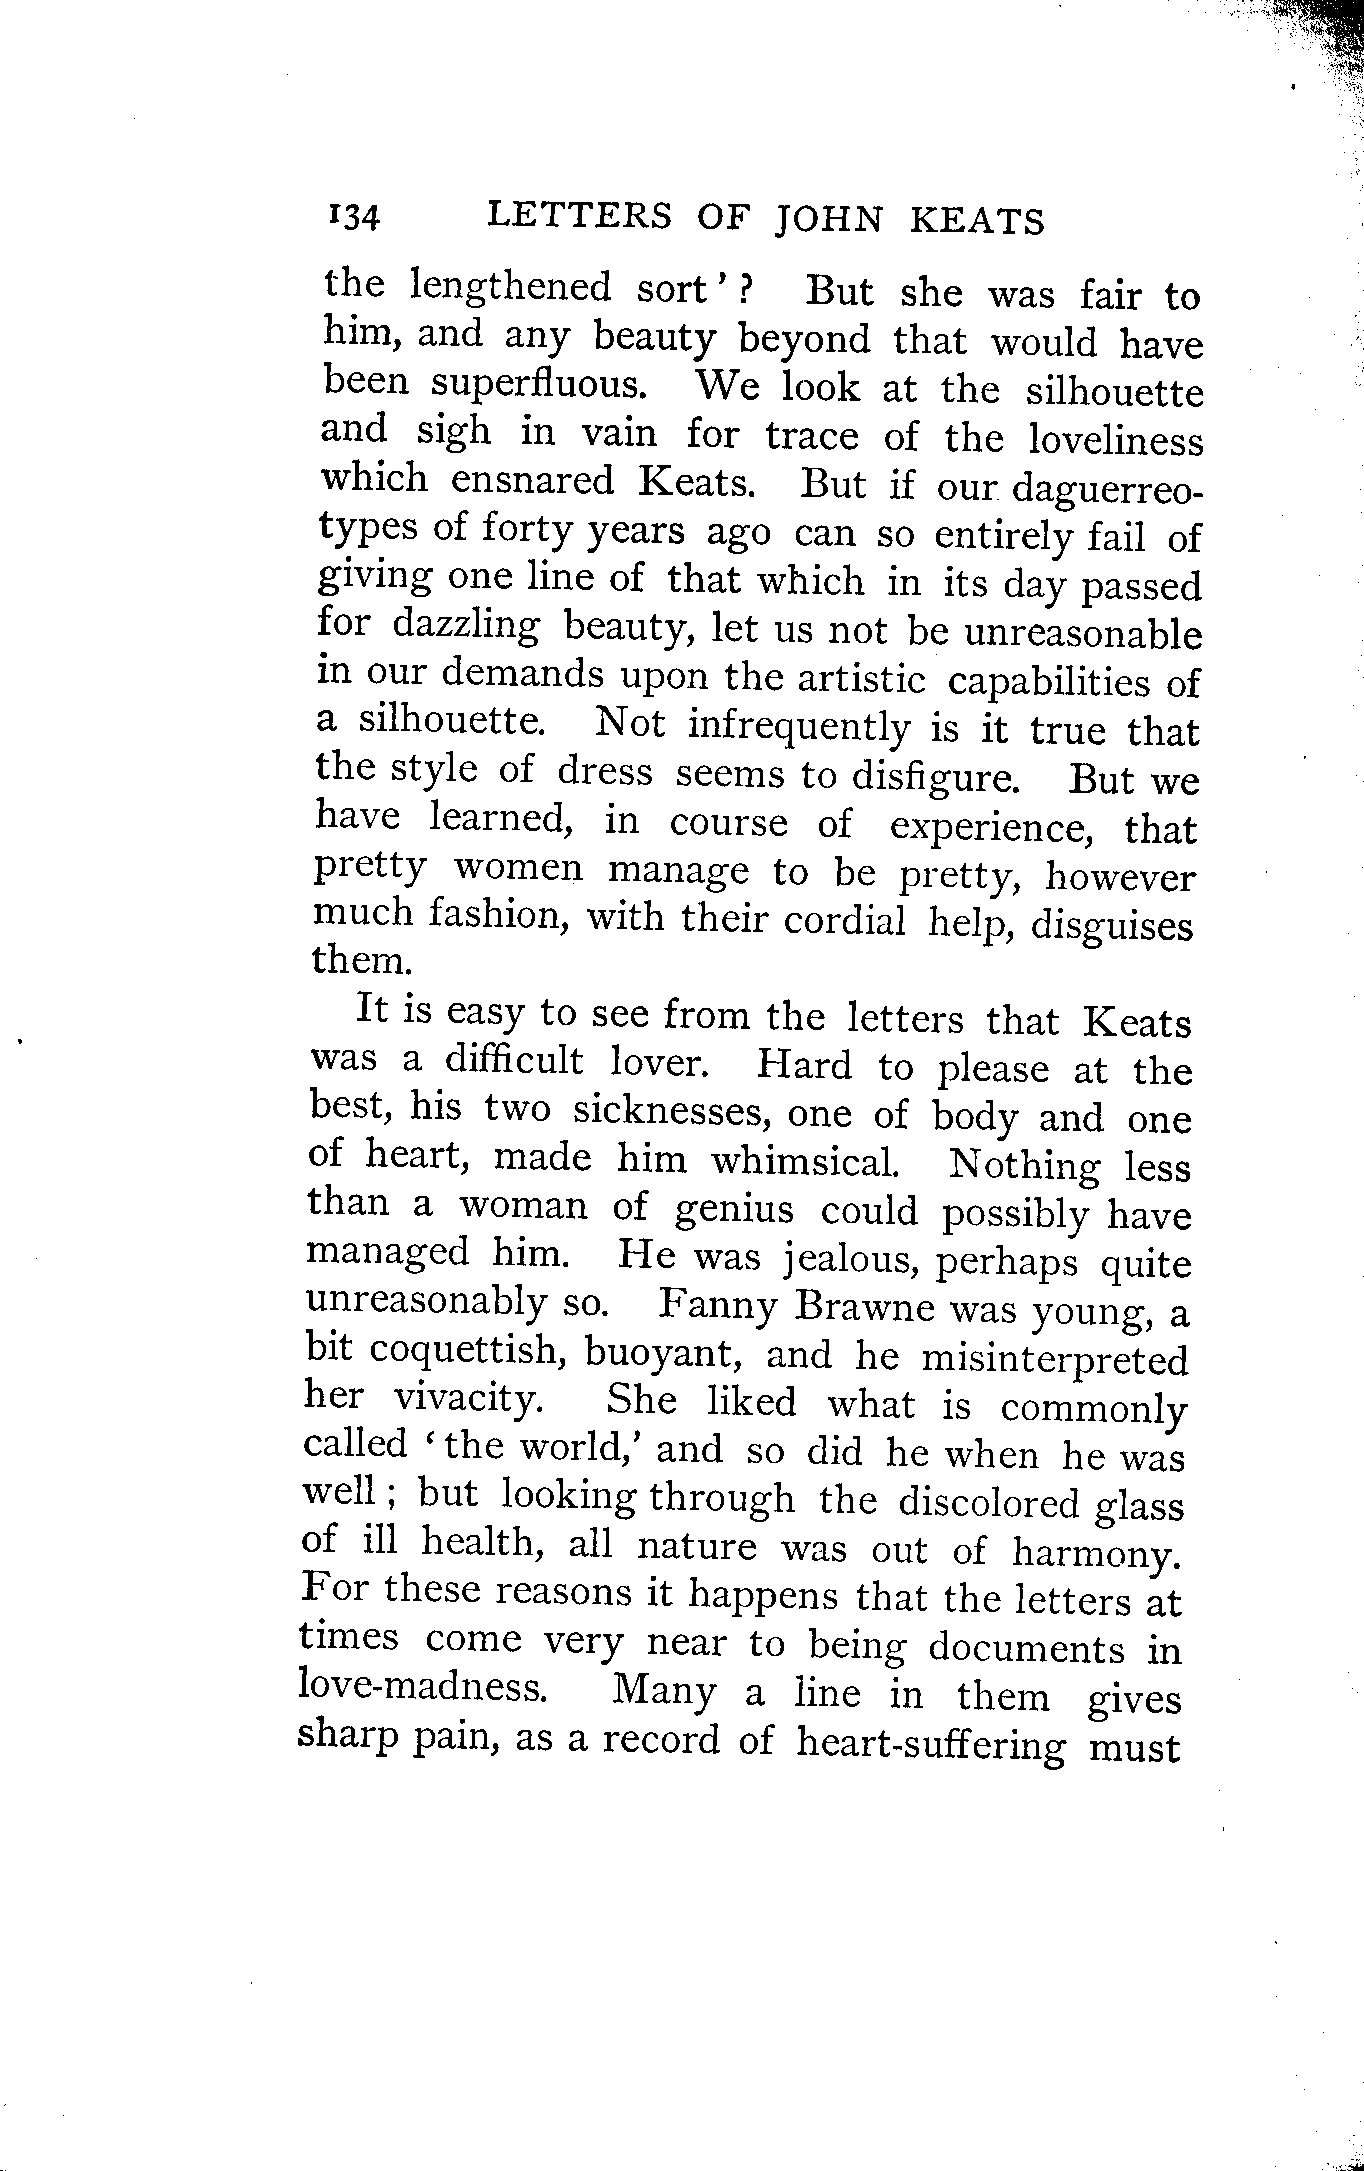 134 LETTERS OF JOHN KEATS
the lengthened sort’? But she was fair to
him, and any beauty beyond that would have
been superfluous. We look at the silhouette
and sigh in vain for trace of the loveliness
which ensnared Keats. But if our daguerreo-
types of forty years ago can so entirely fail of
giving one line of that which in its day passed
for dazzling beauty, let us not be unreasonable
in our demands upon the artistic capabilities of
a silhouette. Not infrequently is it true that
the style of dress seems to disfigure. But we
have learned, in course of experience, that
pretty women manage to be pretty, however
much fashion, with their cordial help, disguises
them.
It is easy to see from the letters that Keats
was a difficult lover. Hard to please at the
best, his two sicknesses, one of body and one
of heart, made him whimsical. Nothing less
than a woman of genius could possibly have
managed him. He was jealous, perhaps quite
unreasonably so. Fanny Brawne was young, a
bit coquettish, buoyant, and he misinterpreted
her vivacity. She liked what is commonly
called ‘the world,’ and so did he when he was
well; but looking through the discolored glass
of ill health, all nature was out of harmony.
For these reasons it happens that the letters at
times come very near to being documents in
love-madness. Many a line in them gives
sharp pain, as a record of heart-suffering must